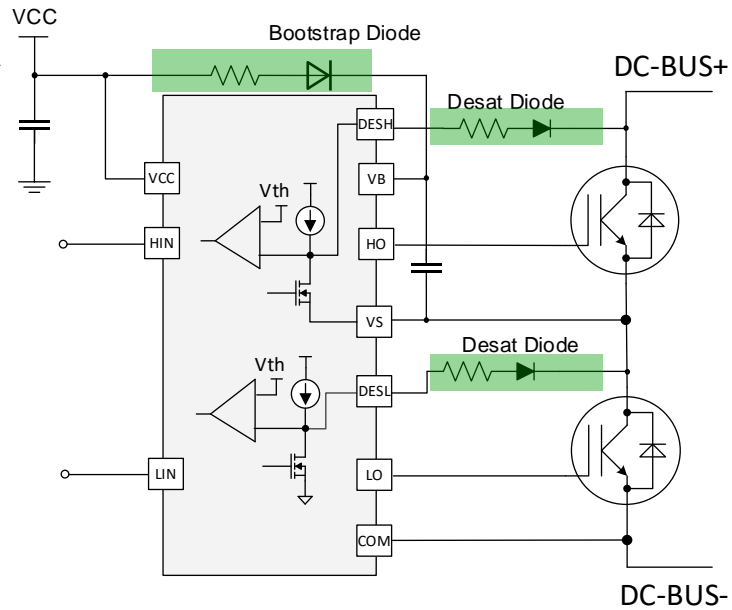 VCC
Bootstrap Diode
DC-BUS+
Desat Diode
DESH
VCC
Vth
VB
HIN
HO
VS
Desat Diode
Vth
DESL
LIN
LO
COM
DC-BUS-